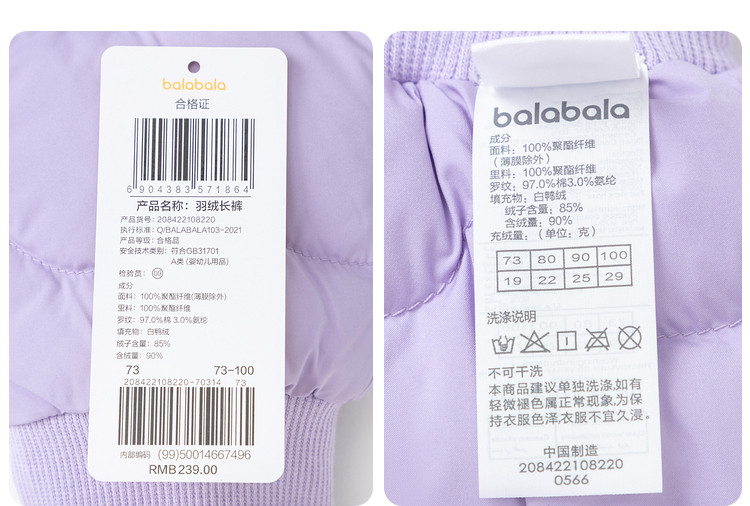 balabala
合格证
6 904383 571864
产品名称：羽绒长裤
产品货号：208422108220
执行标准：Q/BALABALA103-2021
产品等级：合格品
安全技术类别：符合GB31701
A类(婴幼儿用品)
检验员：99
成分
面料：100%聚酯纤维(薄膜除外)
里料：100%聚酯纤维
罗纹：97.0%棉 3.0%氨纶
填充物：白鸭绒
绒子含量：85%
含绒量：90%
73 73-100
208422108220-70314 73
内部编码 (99)50014667496
RMB239.00
balabala
成分
面料：100%聚酯纤维
(薄膜除外)
里料：100%聚酯纤维
罗纹：97.0%棉3.0%氨纶
填充物：白鸭绒
绒子含量：85%
含绒量：90%
充绒量：(单位：克)
73 80 90 100
19 22 25 29
洗涤说明
不可干洗
本商品建议单独洗涤,如有
轻微褪色属正常现象,为保
持衣服色泽,衣服不宜久浸。
中国制造
208422108220
0566